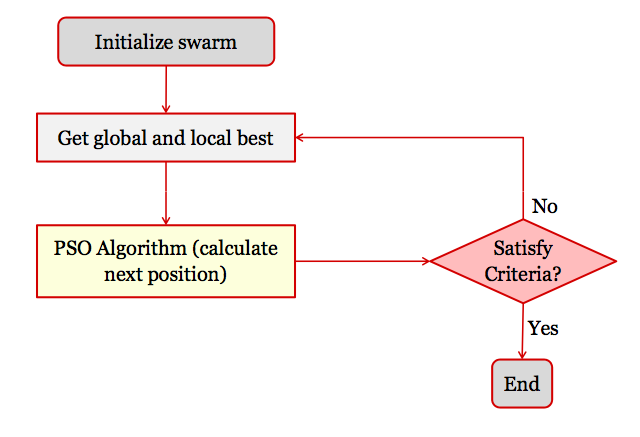 Initialize swarm
Get global and local best
PSO Algorithm (calculate
next position)
No
Satisfy
Criteria?
Yes
End